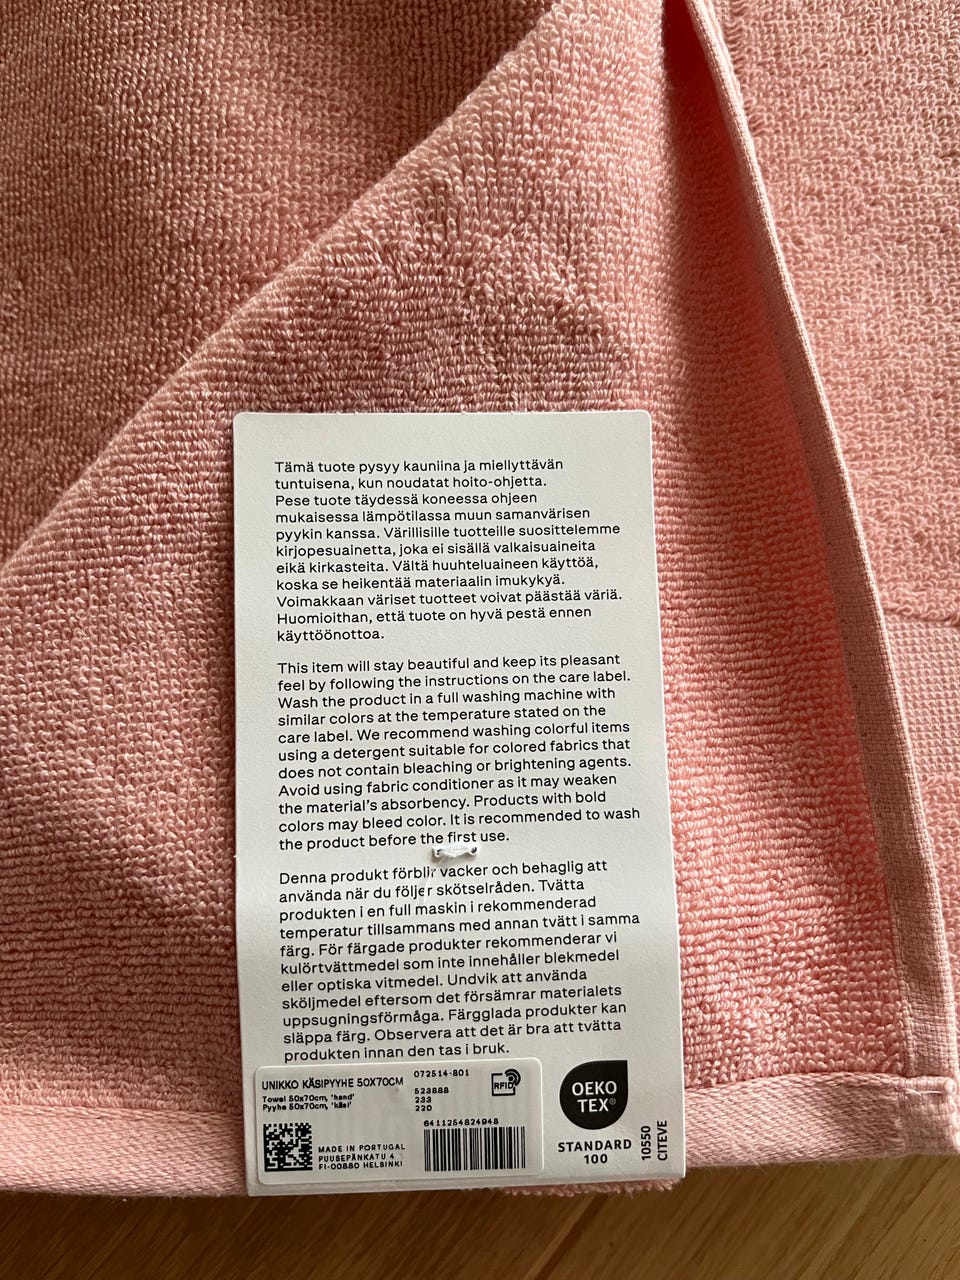 Tämä tuote pysyy kauniina ja miellyttävän
tuntuisena, kun noudatat hoito-ohjetta.
Pese tuote täydessä koneessa ohjeen
mukaisessa lämpötilassa muun samanvärisen
pyykin kanssa. Värillisille tuotteille suosittelemme
kirjopesuainetta, joka ei sisällä valkaisuaineita
eikä kirkasteita. Vältä huuhteluaineen käyttöä,
koska se heikentää materiaalin imukykyä.
Voimakkaan väriset tuotteet voivat päästää väriä.
Huomioithan, että tuote on hyvä pestä ennen
käyttöönottoa.
This item will stay beautiful and keep its pleasant
feel by following the instructions on the care label.
Wash the product in a full washing machine with
similar colors at the temperature stated on the
care label. We recommend washing colorful items
using a detergent suitable for colored fabrics that
does not contain bleaching or brightening agents.
Avoid using fabric conditioner as it may weaken
the material's absorbency. Products with bold
colors may bleed color. It is recommended to wash
the product before the first use.
Denna produkt förblir vacker och behaglig att
använda när du följer skötselråden. Tvätta
produkten i en full maskin i rekommenderad
temperatur tillsammans med annan tvätt i samma
färg. För färgade produkter rekommenderar vi
kulörtvättmedel som inte innehåller blekmedel
eller optiska vitmedel. Undvik att använda
sköljmedel eftersom det försämrar materialets
uppsugningsförmåga. Färgglada produkter kan
släppa färg. Observera att det är bra att tvätta
produkten innan den tas i bruk.
UNIKKO KÄSIPYYHE 50X70CM
Towel 50x70cm, 'hand'
Pyyhe 50x70cm, 'käsi'
072514-801
523888
233
220
RFID
6411254824948
MADE IN PORTUGAL
PUUSEPÄNKATU 4
FI-00880 HELSINKI
OEKO
TEX®
STANDARD
100
10550
CITEVE